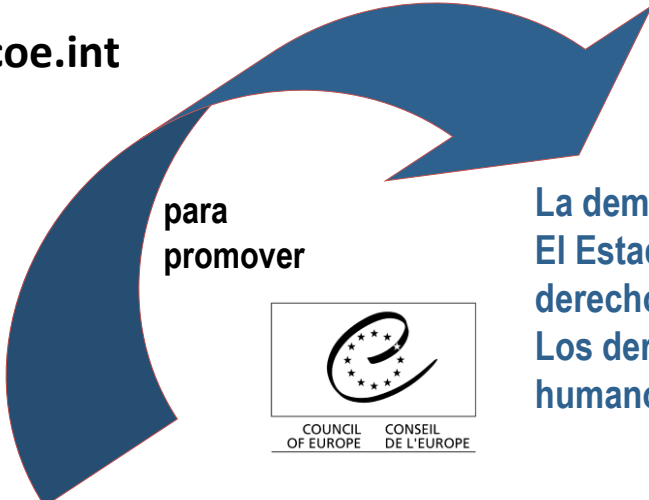 coe.int
para
promover
La dem
El Estad
derecho
Los der
humano
COUNCIL CONSEIL
OF EUROPE DE L'EUROPE